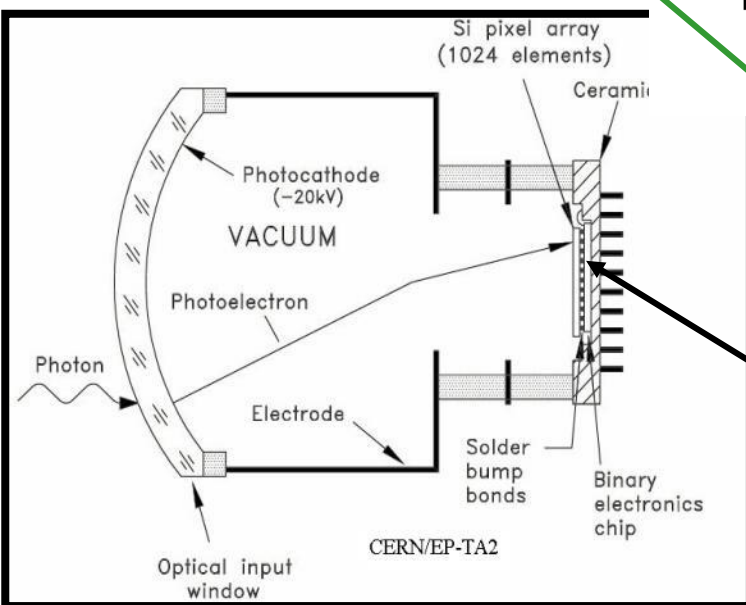 Si pixel array
(1024 elements)
Photocathode
(-20kV)
VACUUM
Photoelectron
Photon
Electrode
Solder
bump
bonds
Binary
electronics
chip
CERN/EP-TA2
Optical input
window